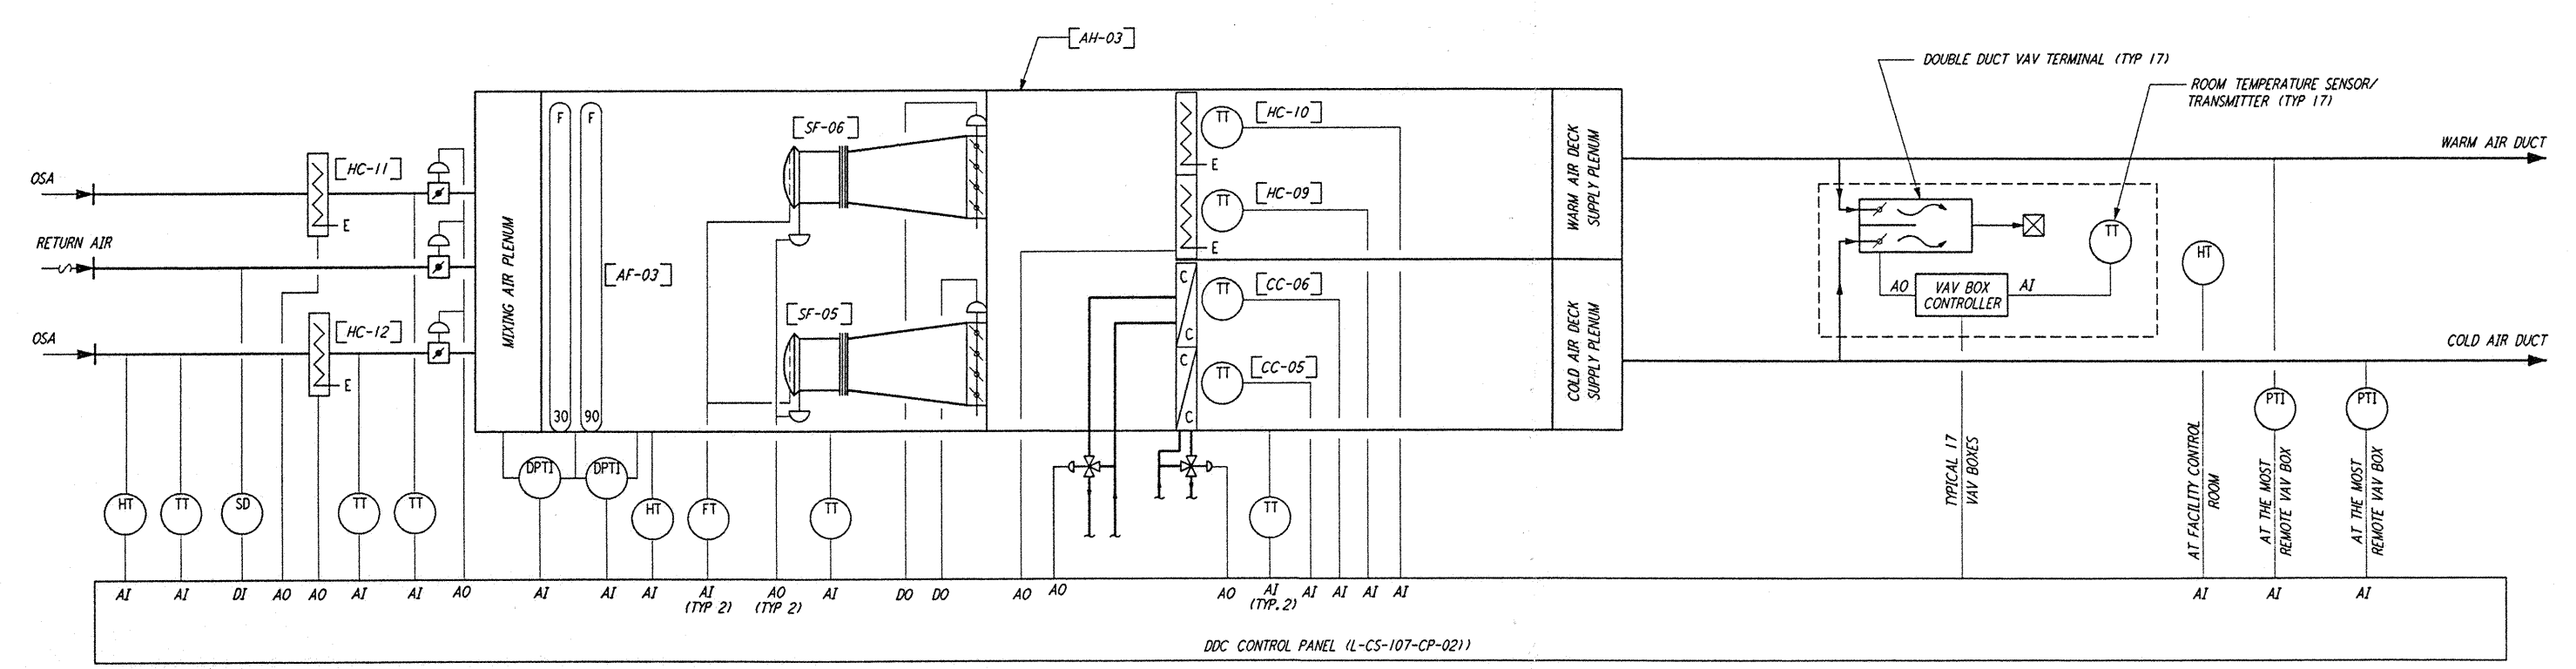 [AH-03]
DOUBLE DUCT VAV TERMINAL (TYP 17)
ROOM TEMPERATURE SENSOR/
TRANSMITTER (TYP 17)
F
F
[SF-06]
TT
[HC-10]
E
WARM AIR DECK
SUPPLY PLENUM
WARM AIR DUCT
OSA
[HC-11]
E
TT
[HC-09]
E
TT
HT
RETURN AIR
MIXING AIR PLENUM
[AF-03]
C
TT
[CC-06]
AO
VAV BOX
CONTROLLER
AI
[SF-05]
OSA
[HC-12]
E
C
C
TT
[CC-05]
COLD AIR DECK
SUPPLY PLENUM
COLD AIR DUCT
30
90
C
PTI
PTI
DPTI
DPTI
HT
TT
SD
TT
TT
HT
FT
TT
TT
TYPICAL 17
VAV BOXES
AT FACILITY CONTROL
ROOM
AT THE MOST
REMOTE VAV BOX
AT THE MOST
REMOTE VAV BOX
AI
AI
DI
AO
AO
AI
AI
AO
AI
AI
AI
AI
(TYP 2)
AO
(TYP 2)
AI
DO
DO
AO
AO
AO
AI
(TYP.2)
AI
AI
AI
AI
AI
AI
AI
DDC CONTROL PANEL (L-CS-107-CP-02))